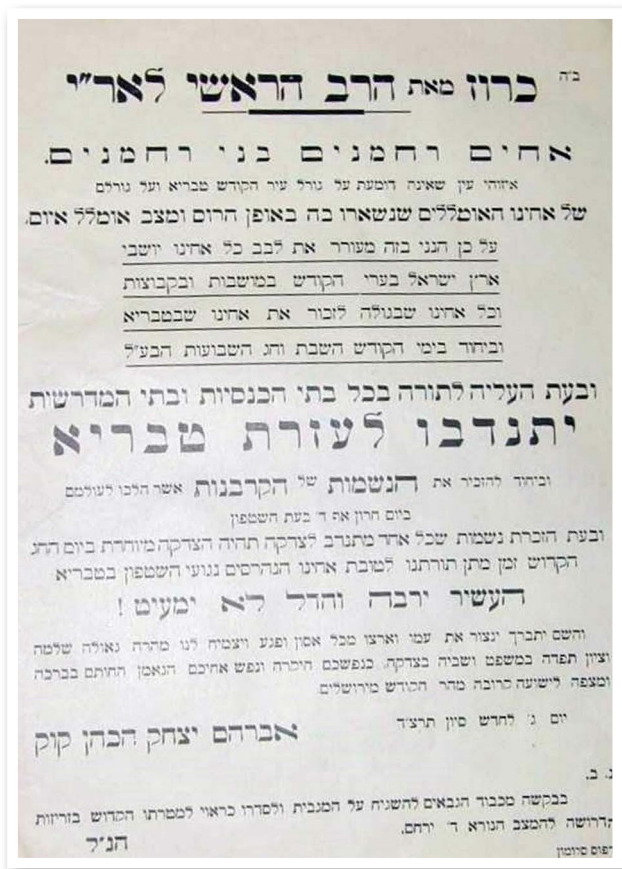 ב"ה
כרוז מאת הרב הראשי לאר"י
אחים רחמנים בני רחמנים.
איזוהי עין שאינה דומעת על גורל עיר הקודש טבריא ועל גורלם
של אחינו האומללים שנשארו בה באופן הרוס ומצב אומלל איום.
על כן הנני בזה מעורר את לבב כל אחינו יושבי
ארץ ישראל בערי הקודש במושבות ובקבוצות
וכל אחינו שבגולה לזכור את אחינו שבטבריא
וביחוד בימי הקודש השבת וחג השבועות הבע"ל
ובעת העליה לתורה בכל בתי הכנסיות ובתי המדרשות
יתנדבו לעזרת טבריא
וביחוד להזכיר את הנשמות של הקרבנות אשר הלכו לעולמם
ביום חרון אף ד' בעת השטפון
ובעת הזכרת נשמות שכל אחד מתנדב לצדקה תהיה הצדקה מיוחדת ביום החג
הקדוש זמן מתן תורתנו לטובת אחינו הנהרסים נגועי השטפון בטבריא
העשיר ירבה והדל לא ימעיט !
והשם יתברך ינצור את עמי וארצו מכל אסון ופגע ויצמיח לנו מהרה גאולה שלמה
וציון תפדה במשפט ושביה בצדקה. כנפשכם היקרה ונפש אחיכם הנאמן החותם בברכה
ומצפה לישועה קרובה מהר הקודש מירושלים.
יום ג' לחדש סיון תרצ"ד
אברהם יצחק הכהן קוק
נ. ב.
בבקשה מכבוד הגבאים להשגיח על המגבית ולסדרו כראוי למטרתו הקדוש בזריזות
הדרושה להמצב הנורא ד' ירחם.
הנ"ל
דפוס סלומון